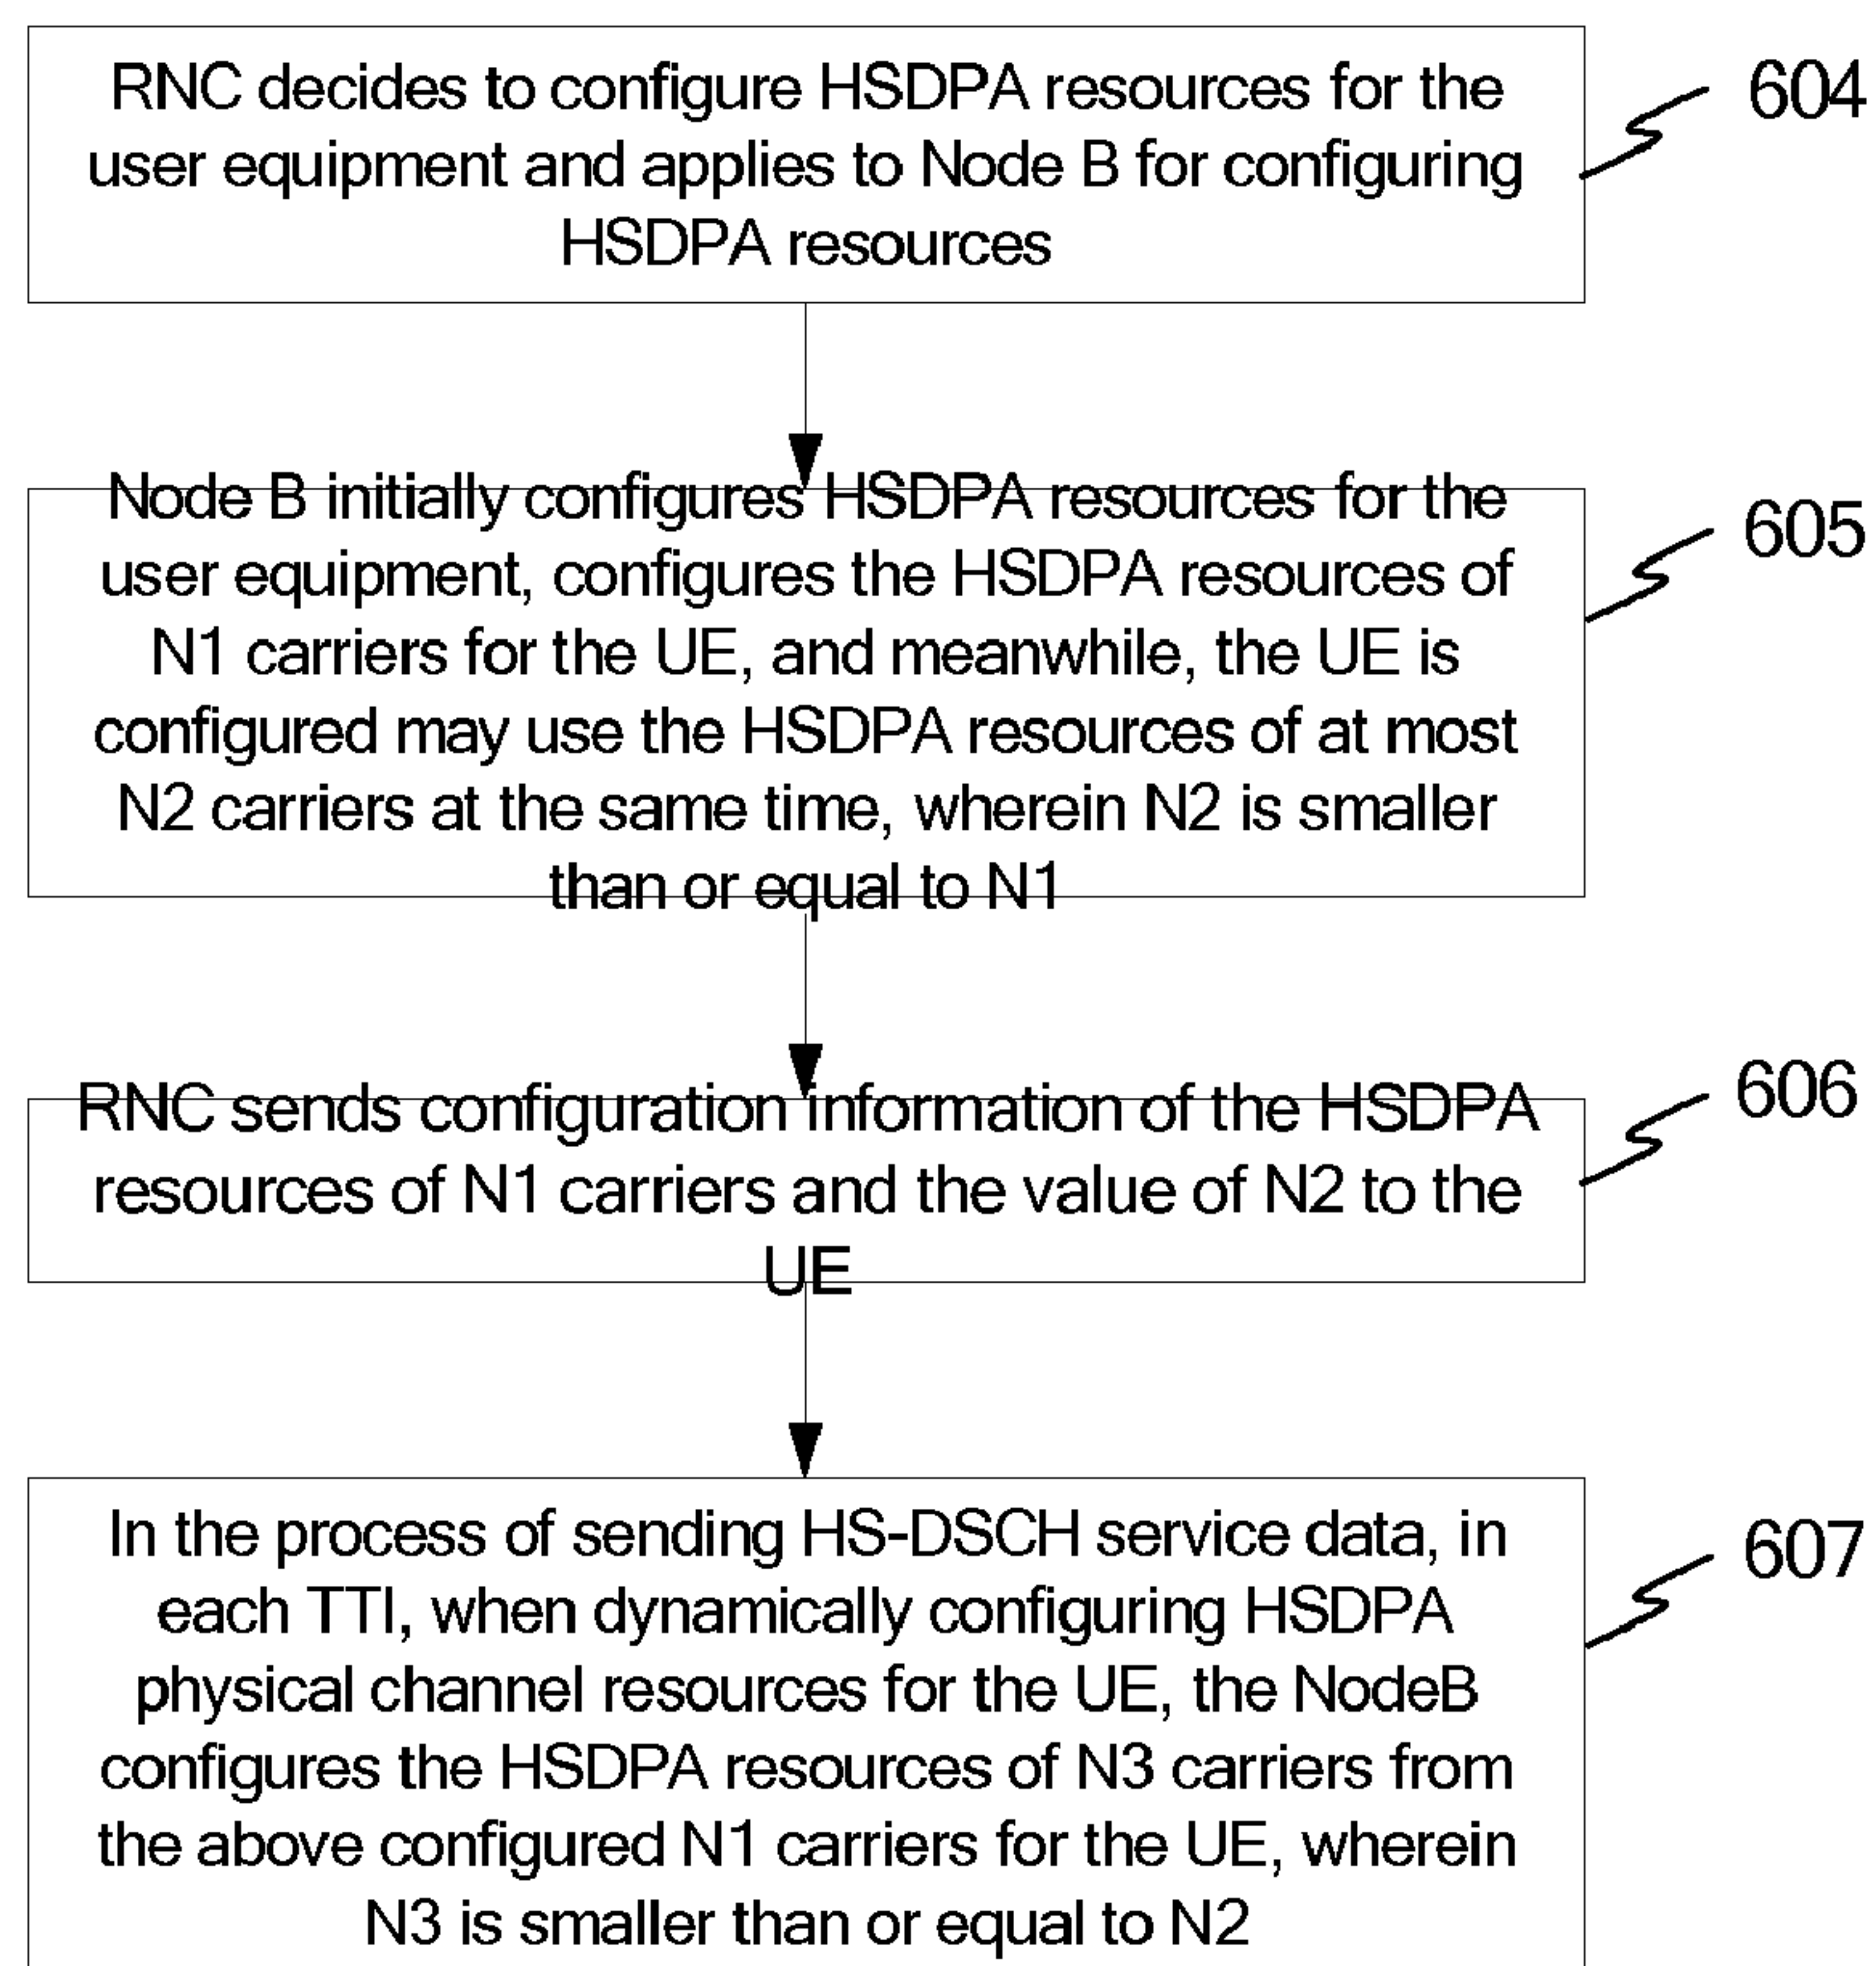 RNC decides to configure HSDPA resources for the
user equipment and applies to Node B for configuring
HSDPA resources
604
Node B initially configures HSDPA resources for the
user equipment, configures the HSDPA resources of
N1 carriers for the UE, and meanwhile, the UE is
configured may use the HSDPA resources of at most
N2 carriers at the same time, wherein N2 is smaller
than or equal to N1
605
RNC sends configuration information of the HSDPA
resources of N1 carriers and the value of N2 to the
UE
606
In the process of sending HS-DSCH service data, in
each TTI, when dynamically configuring HSDPA
physical channel resources for the UE, the NodeB
configures the HSDPA resources of N3 carriers from
the above configured N1 carriers for the UE, wherein
N3 is smaller than or equal to N2
607